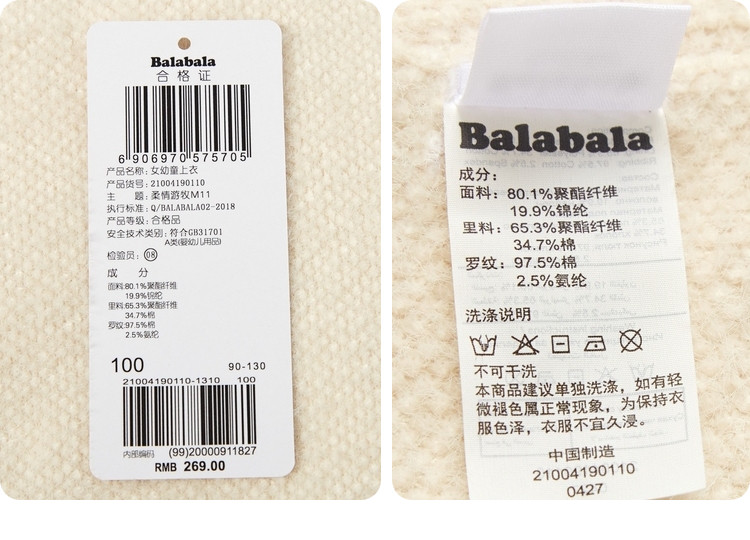 Balabala
合格证
6 906970 575705
产品名称: 女幼童上衣
产品货号: 21004190110
主 题: 柔情游牧M11
执行标准: Q/BALABALA02-2018
产品等级: 合格品
安全技术类别: 符合GB31701
A类(婴幼儿用品)
检验员: 08
成 分
面料:80.1%聚酯纤维
19.9%锦纶
里料:65.3%聚酯纤维
34.7%棉
罗纹:97.5%棉
2.5%氨纶
100 90-130
21004190110-1310 100
内部编码 (99)20000911827
RMB 269.00
Balabala
成分:
面料: 80.1%聚酯纤维
19.9%锦纶
里料: 65.3%聚酯纤维
34.7%棉
罗纹: 97.5%棉
2.5%氨纶
洗涤说明
不可干洗
本商品建议单独洗涤，如有轻
微褪色属正常现象，为保持衣
服色泽，衣服不宜久浸。
中国制造
21004190110
0427